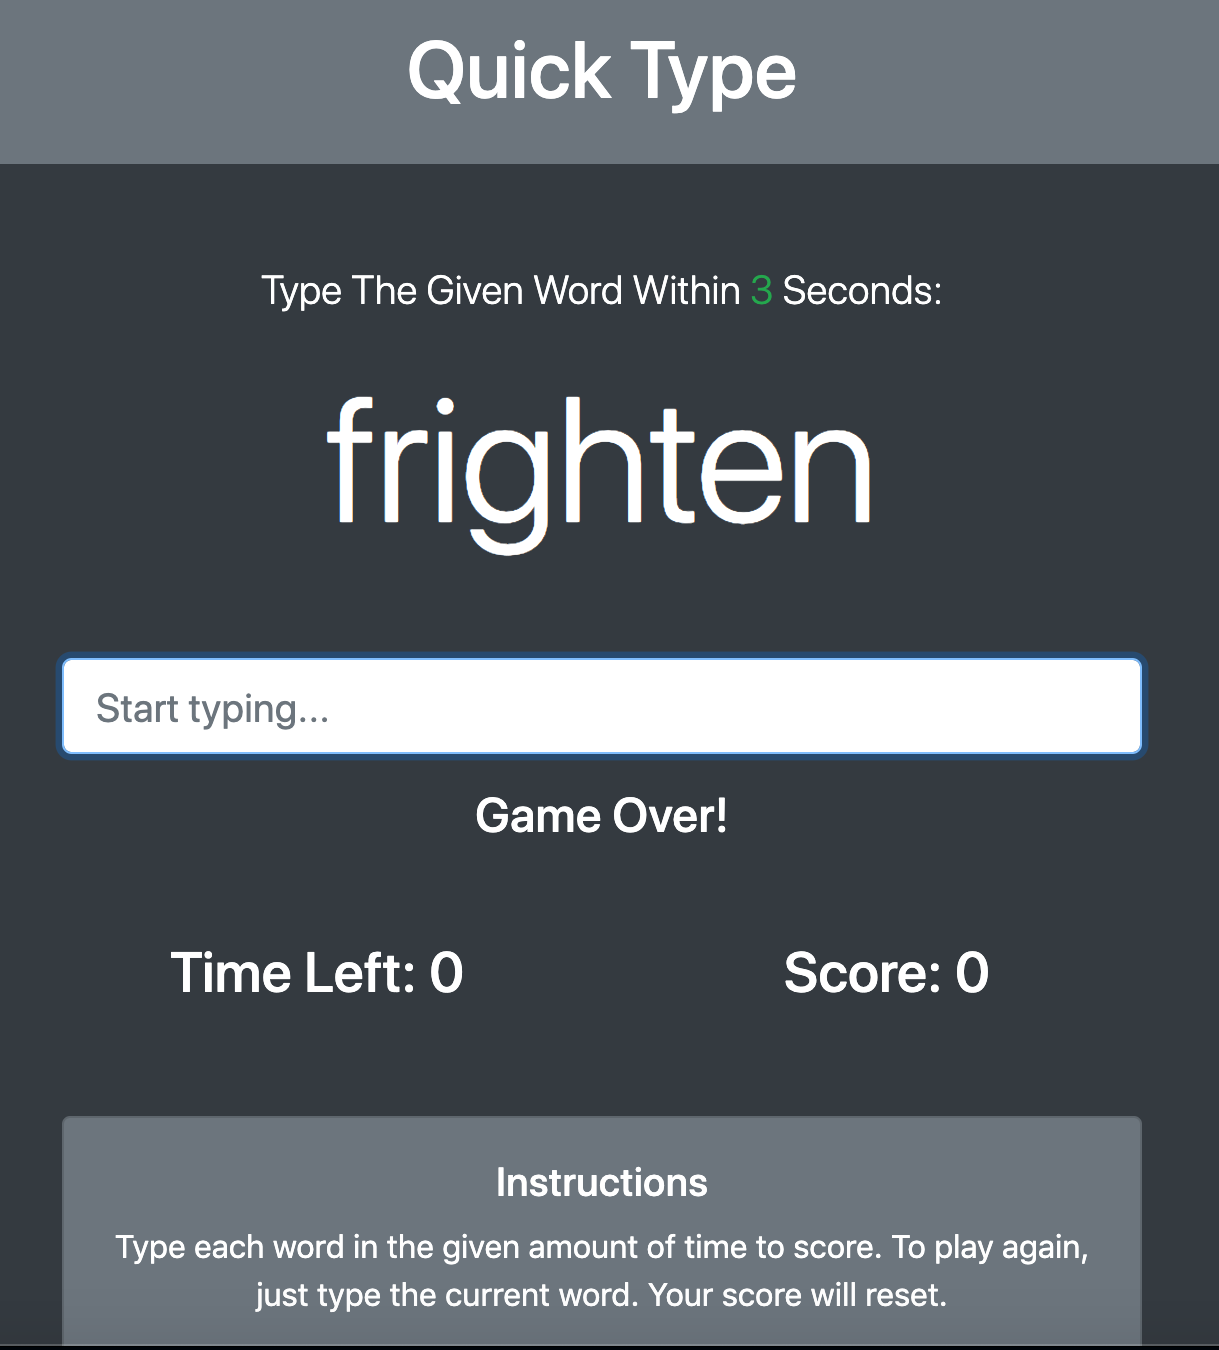 Quick Type
Type The Given Word Within 3 Seconds:
frighten
Start typing...
Game Over!
Time Left: 0
Score: 0
Instructions
Type each word in the given amount of time to score. To play again,
just type the current word. Your score will reset.